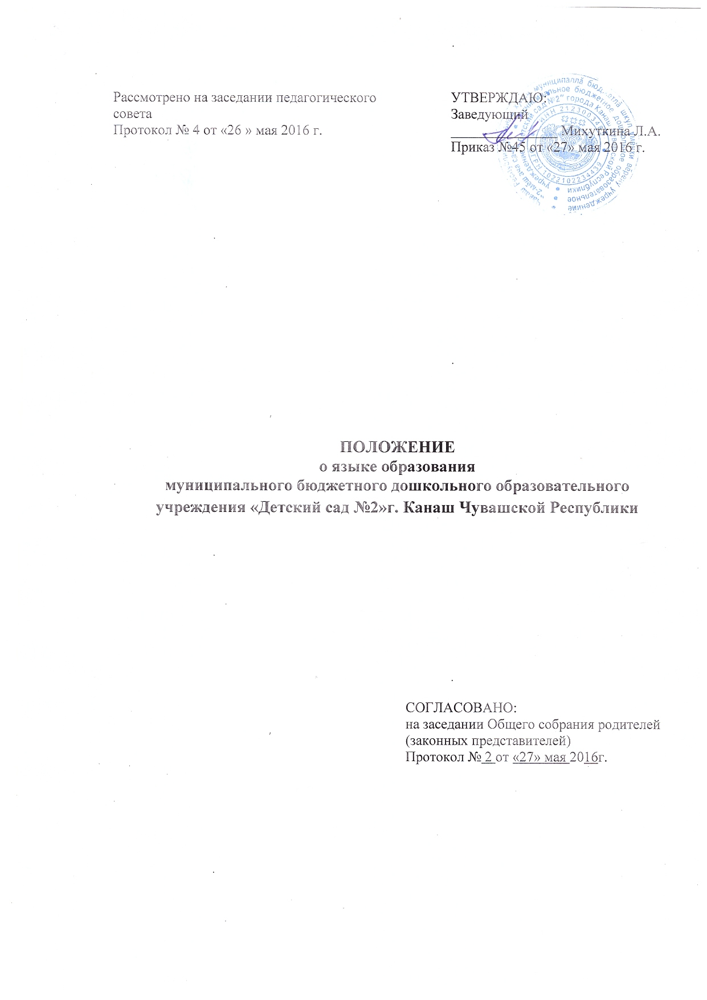 Рассмотрено на заседании педагогического
совета
Протокол № 4 от «26 » мая 2016 г.
УТВЕРЖДАЮ:
Заведующий
_______________ Михуткина Л.А.
Приказ №45 от «27» мая 2016 г.
ПОЛОЖЕНИЕ
о языке образования
муниципального бюджетного дошкольного образовательного
учреждения «Детский сад №2»г. Канаш Чувашской Республики
СОГЛАСОВАНО:
на заседании Общего собрания родителей
(законных представителей)
Протокол № 2 от «27» мая 2016г.